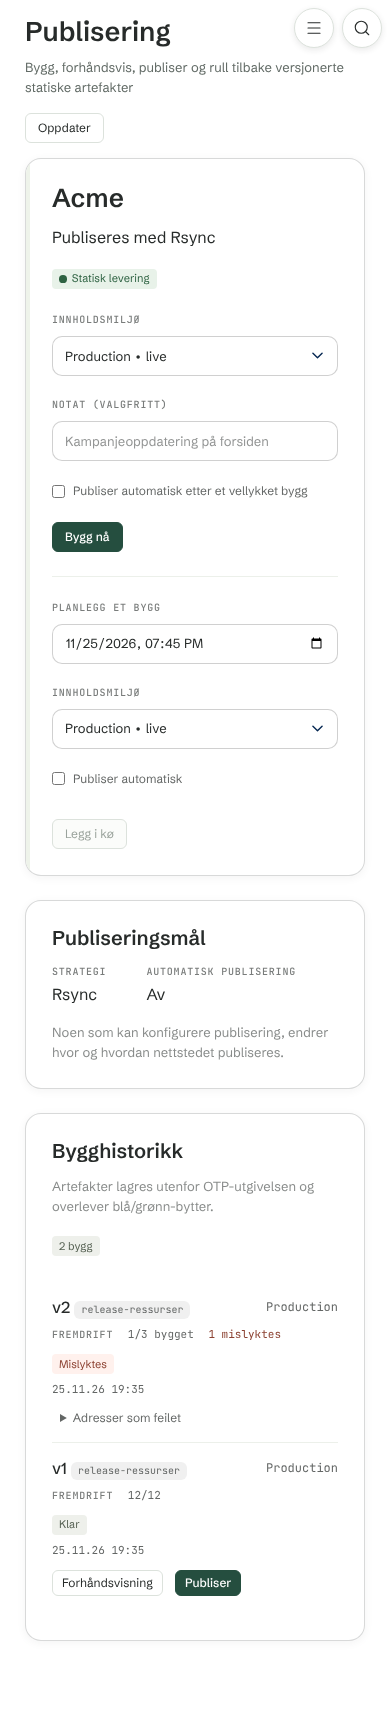 Publisering
Bygg, forhåndsvis, publiser og rull tilbake versjonerte
statiske artefakter
Oppdater
Acme
Publiseres med Rsync
Statisk levering
INNHOLDSMILJØ
Production • live
NOTAT (VALGFRITT)
Kampanjeoppdatering på forsiden
Publiser automatisk etter et vellykket bygg
Bygg nå
PLANLEGG ET BYGG
11/25/2026, 07:45 PM
INNHOLDSMILJØ
Production • live
Publiser automatisk
Legg i kø
Publiseringsmål
STRATEGI AUTOMATISK PUBLISERING
Rsync Av
Noen som kan konfigurere publisering, endrer
hvor og hvordan nettstedet publiseres.
Bygghistorikk
Artefakter lagres utenfor OTP-utgivelsen og
overlever blå/grønn-bytter.
2 bygg
v2 release-ressurser Production
FREMDRIFT 1/3 bygget 1 mislyktes
Mislyktes
25.11.26 19:35
Adresser som feilet
v1 release-ressurser Production
FREMDRIFT 12/12
Klar
25.11.26 19:35
Forhåndsvisning Publiser